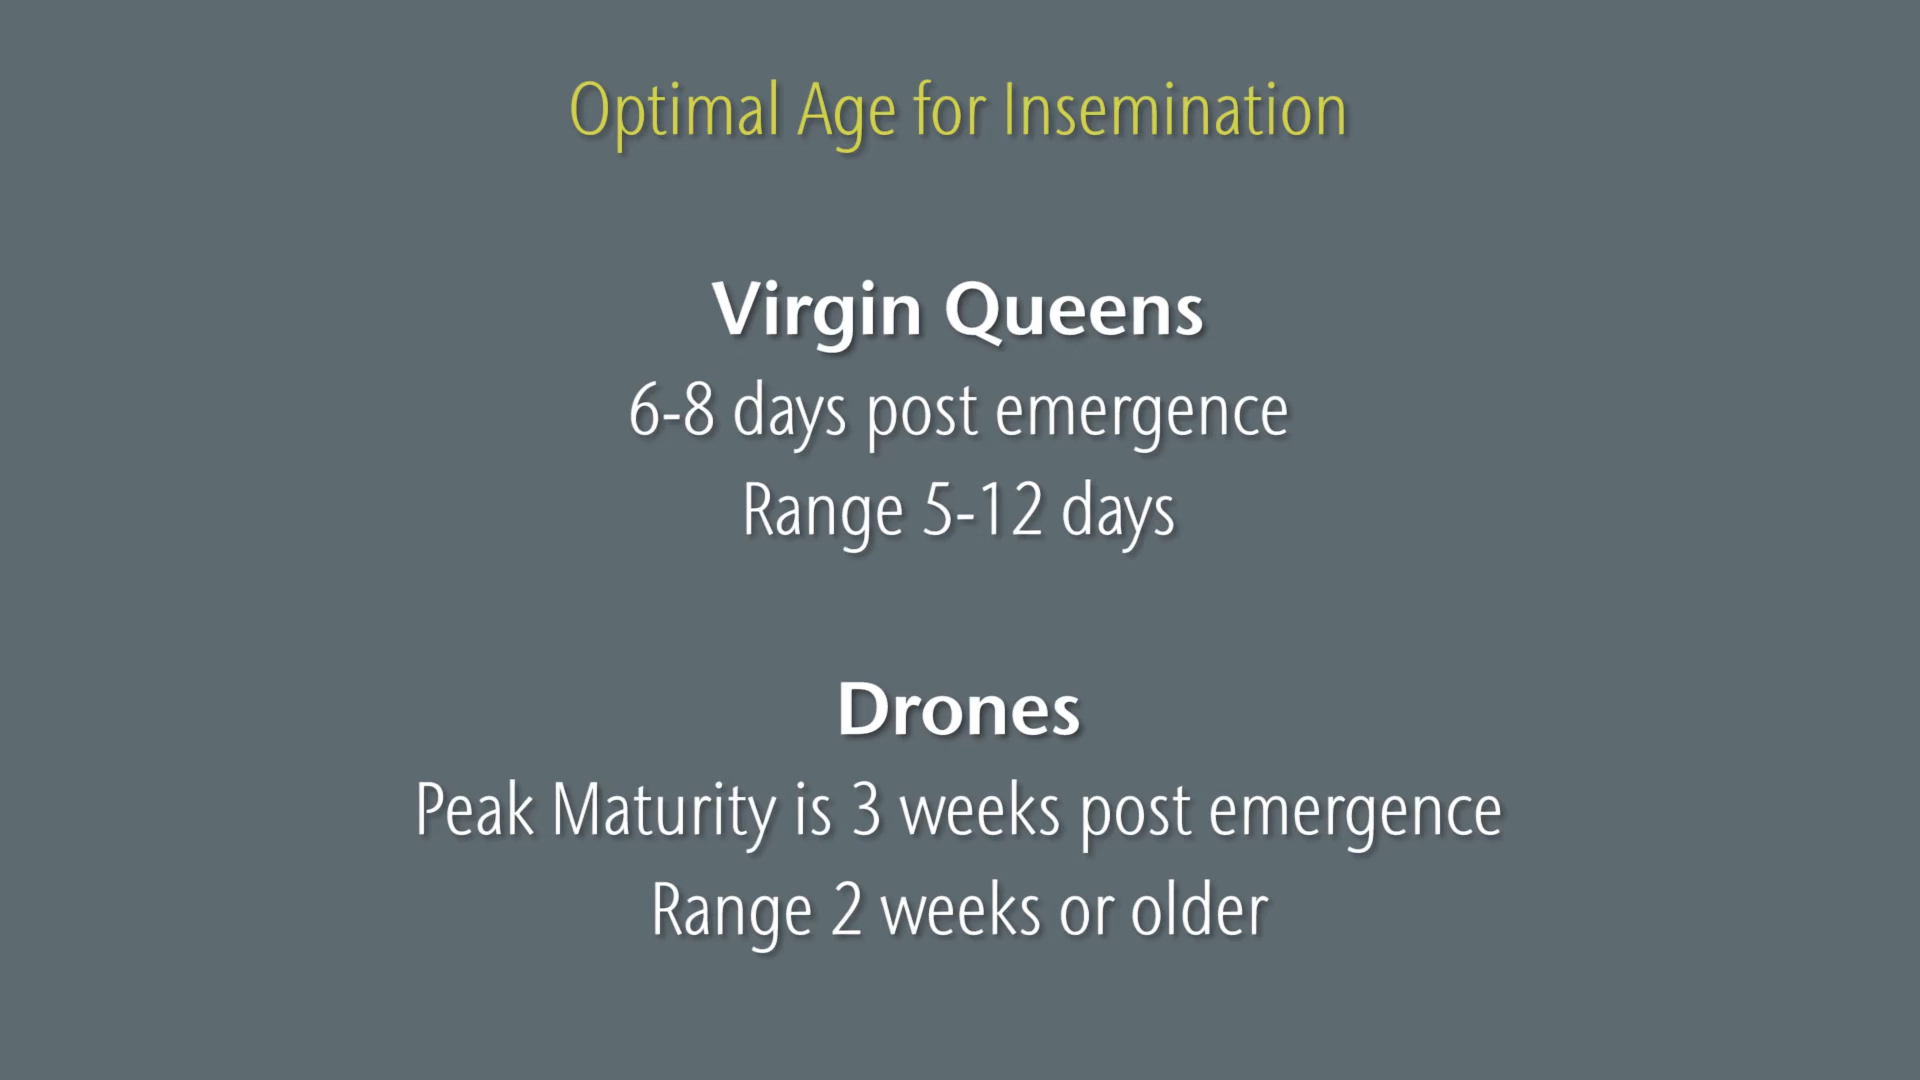 Optimal Age for Insemination
Virgin Queens
6-8 days post emergence
Range 5-12 days
Drones
Peak Maturity is 3 weeks post emergence
Range 2 weeks or older